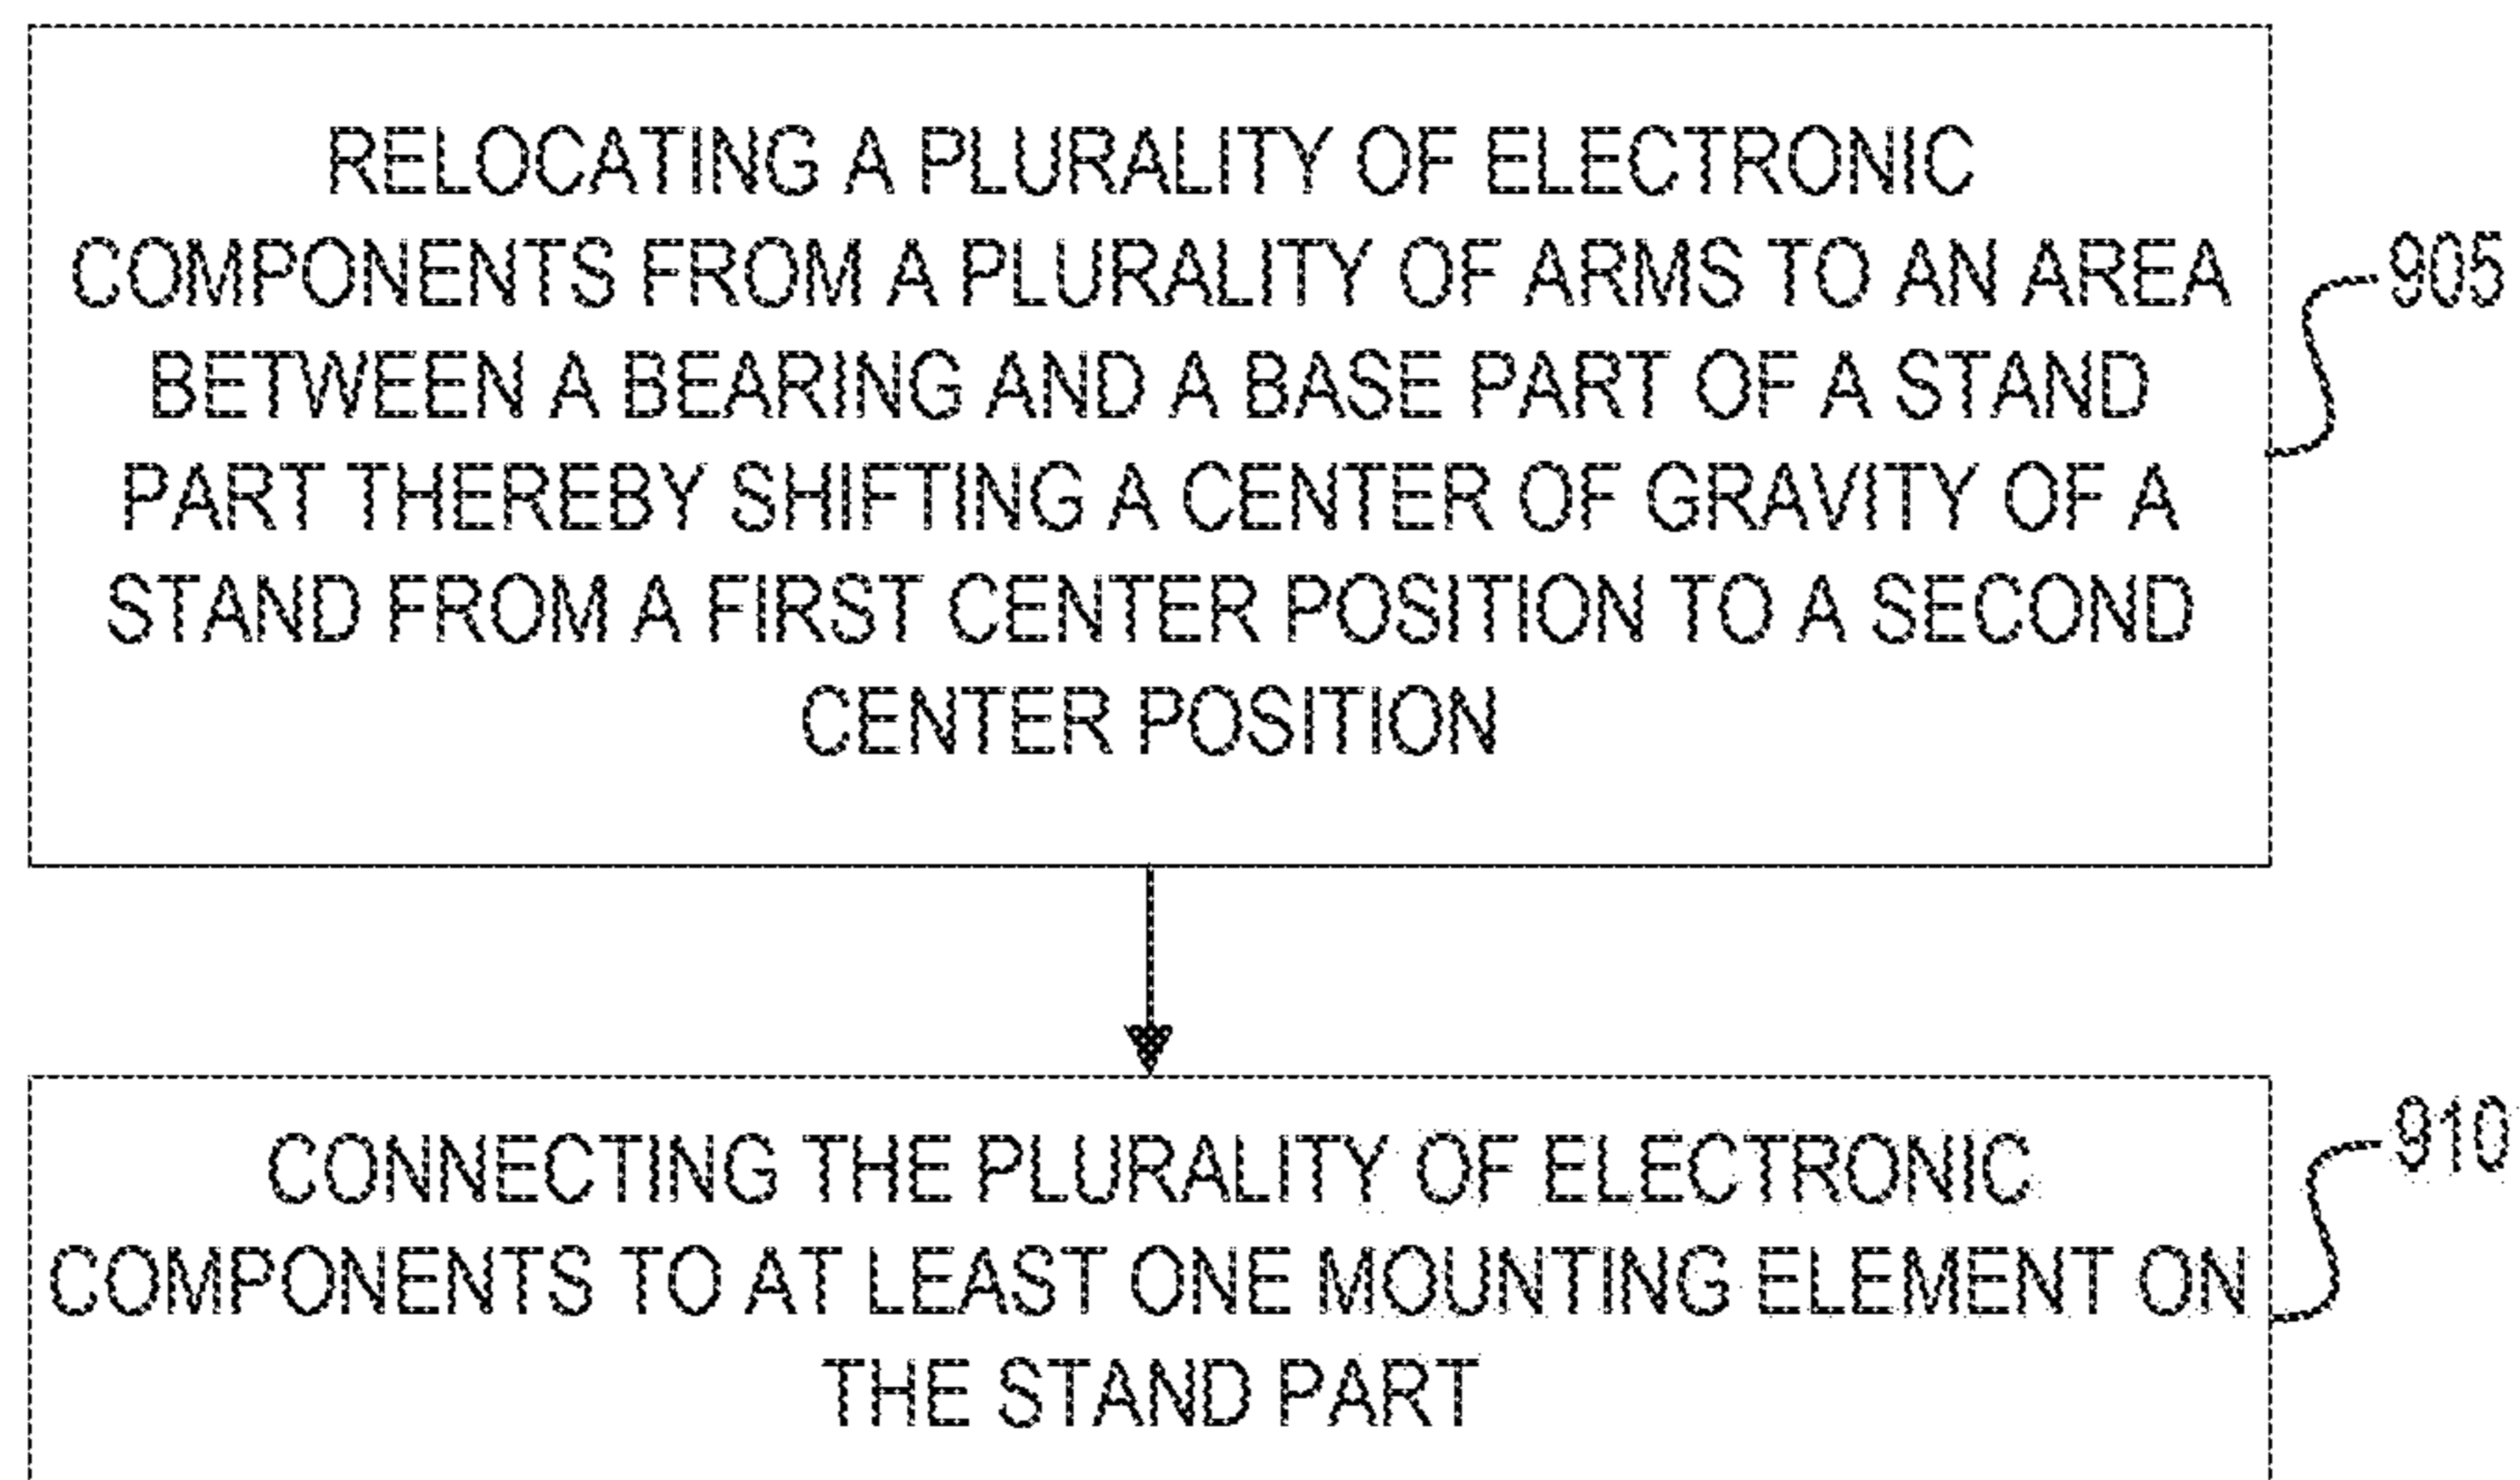 RELOCATING A PLURALITY OF ELECTRONIC
COMPONENTS FROM A PLURALITY OF ARMS TO AN AREA
BETWEEN A BEARING AND A BASE PART OF A STAND
PART THEREBY SHIFTING A CENTER OF GRAVITY OF A
STAND FROM A FIRST CENTER POSITION TO A SECOND
CENTER POSITION
905
CONNECTING THE PLURALITY OF ELECTRONIC
COMPONENTS TO AT LEAST ONE MOUNTING ELEMENT ON
THE STAND PART
910